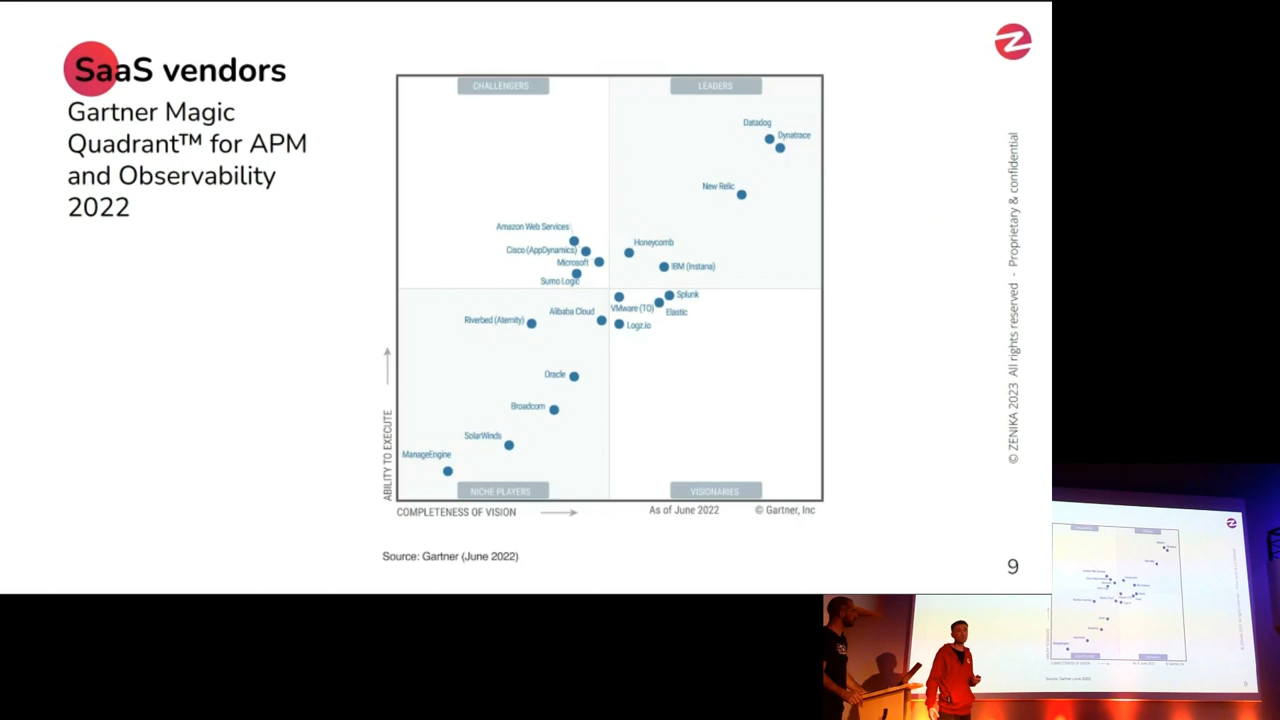 SaaS vendors
Gartner Magic
Quadrant™ for APM
and Observability
2022
CHALLENGERS
LEADERS
Datadog
Dynatrace
New Relic
Amazon Web Services
Honeycomb
Cisco (AppDynamics)
Microsoft
IBM (Instana)
Sumo Logic
Splunk
VMware (TO)
Elastic
Alibaba Cloud
Riverbed (Aternity)
Logz.io
Oracle
Broadcom
SolarWinds
ManageEngine
NICHE PLAYERS
VISIONARIES
ABILITY TO EXECUTE
COMPLETENESS OF VISION
As of June 2022
© Gartner, Inc
Source: Gartner (June 2022)
© ZENIKA 2023 All rights reserved - Proprietary & confidential
9